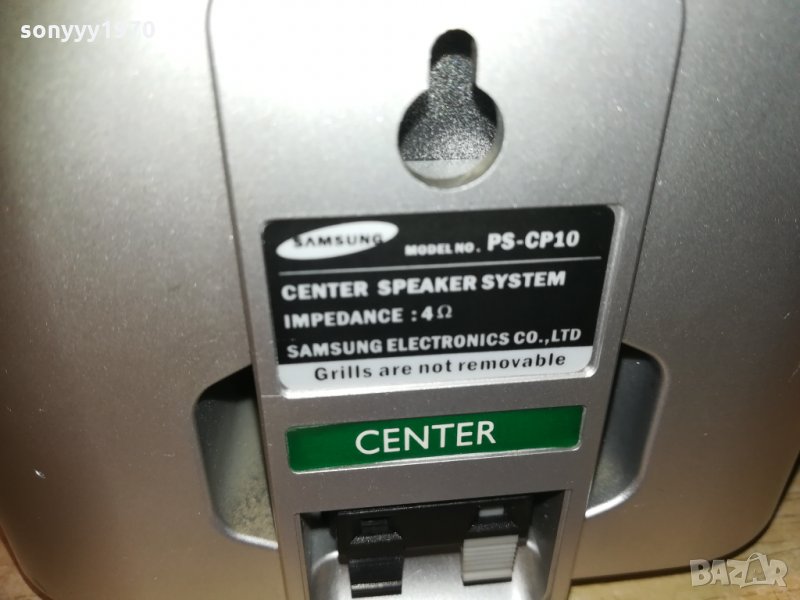 sonyyy1970
SAMSUNG MODEL NO. PS-CP10
CENTER SPEAKER SYSTEM
IMPEDANCE : 4Ω
SAMSUNG ELECTRONICS CO.,LTD
Grills are not removable
CENTER
BAZAR